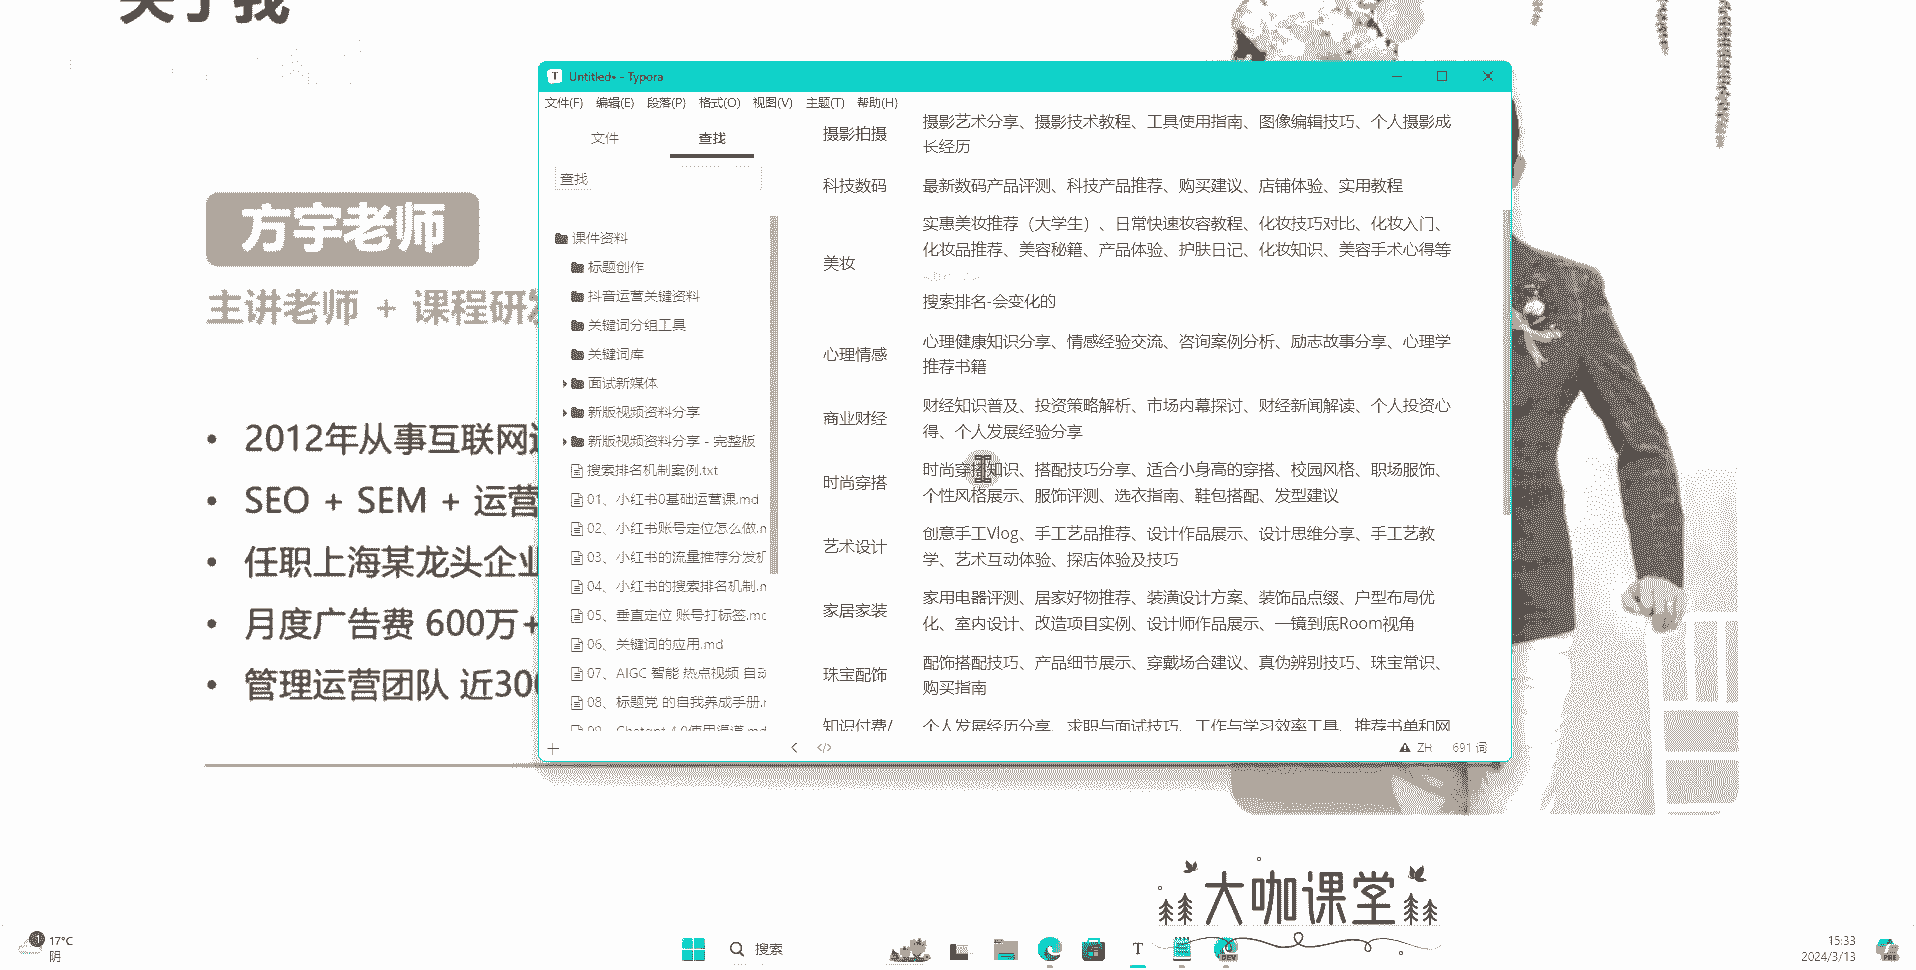 关于我
方宇老师
主讲老师 + 课程研发
2012年从事互联网
SEO + SEM + 运营
任职上海某龙头企业
月度广告费 600万+
管理运营团队 近300
Untitled• - Typora
文件(F) 编辑(E) 段落(P) 格式(O) 视图(V) 主题(T) 帮助(H)
文件 查找
查找
课件资料
标题创作
抖音运营关键资料
关键词分组工具
关键词库
面试新媒体
新版视频资料分享
新版视频资料分享 - 完整版
搜索排名机制案例.txt
01、小红书0基础运营课.md
02、小红书账号定位怎么做.m
03、小红书的流量推荐分发机
04、小红书的搜索排名机制.m
05、垂直定位 账号打标签.mc
06、关键词的应用.md
07、AIGC 智能 热点视频 自动
08、标题党 的自我养成手册.r
摄影拍摄
摄影艺术分享、摄影技术教程、工具使用指南、图像编辑技巧、个人摄影成
长经历
科技数码
最新数码产品评测、科技产品推荐、购买建议、店铺体验、实用教程
美妆
实惠美妆推荐（大学生）、日常快速妆容教程、化妆技巧对比、化妆入门、
化妆品推荐、美容秘籍、产品体验、护肤日记、化妆知识、美容手术心得等
搜索排名-会变化的
心理情感
心理健康知识分享、情感经验交流、咨询案例分析、励志故事分享、心理学
推荐书籍
商业财经
财经知识普及、投资策略解析、市场内幕探讨、财经新闻解读、个人投资心
得、个人发展经验分享
时尚穿搭
时尚穿搭知识、搭配技巧分享、适合小身高的穿搭、校园风格、职场服饰、
个性风格展示、服饰评测、选衣指南、鞋包搭配、发型建议
艺术设计
创意手工Vlog、手工艺品推荐、设计作品展示、设计思维分享、手工艺教
学、艺术互动体验、探店体验及技巧
家居家装
家用电器评测、居家好物推荐、装潢设计方案、装饰品点缀、户型布局优
化、室内设计、改造项目实例、设计师作品展示、一镜到底Room视角
珠宝配饰
配饰搭配技巧、产品细节展示、穿戴场合建议、真伪辨别技巧、珠宝常识、
购买指南
知识付费/
个人发展经历分享、求职与面试技巧、工作与学习效率工具、推荐书单和网
ZH 691 词
大咖课堂
1
17°C
阴
搜索
T
DEV
15:33
2024/3/13
PRE